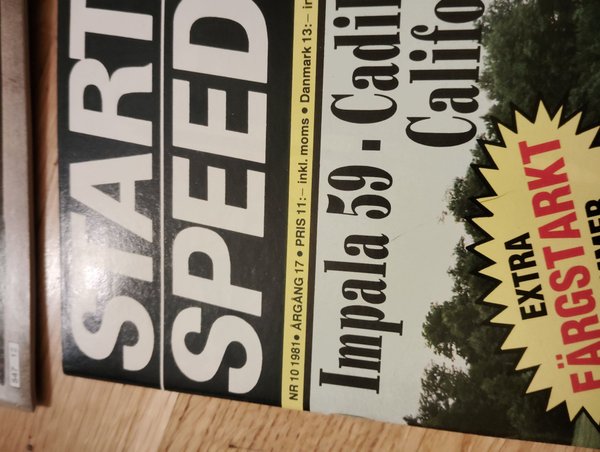 START
SPEED
NR 10 1981 • ÅRGÅNG 17 • PRIS 11:– inkl. moms • Danmark 13:– in
Impala 59 - Cadil
Califo
EXTRA
FÄRGSTARKT